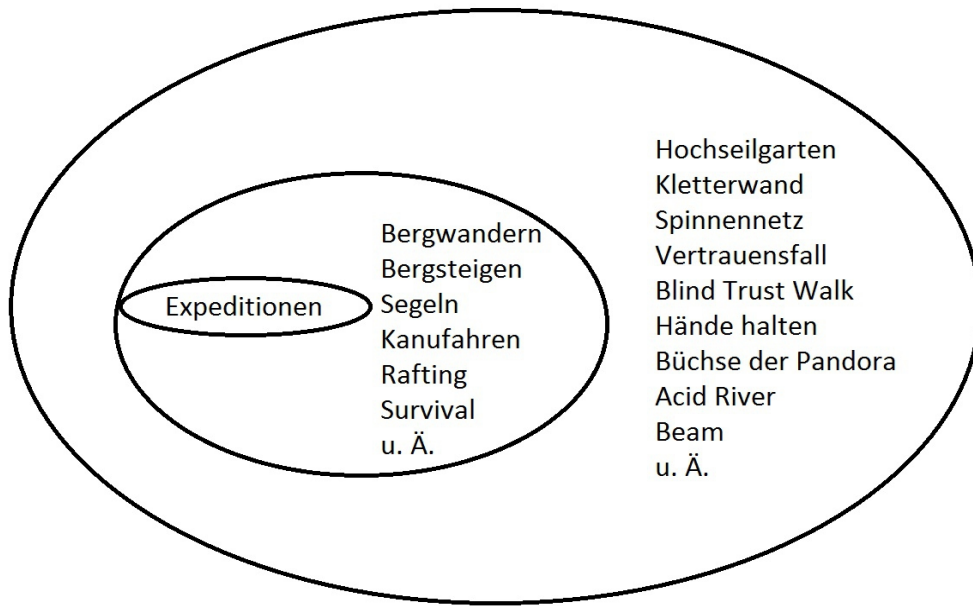 Expeditionen
Bergwandern
Bergsteigen
Segeln
Kanufahren
Rafting
Survival
u. Ä.
Hochseilgarten
Kletterwand
Spinnennetz
Vertrauensfall
Blind Trust Walk
Hände halten
Büchse der Pandora
Acid River
Beam
u. Ä.